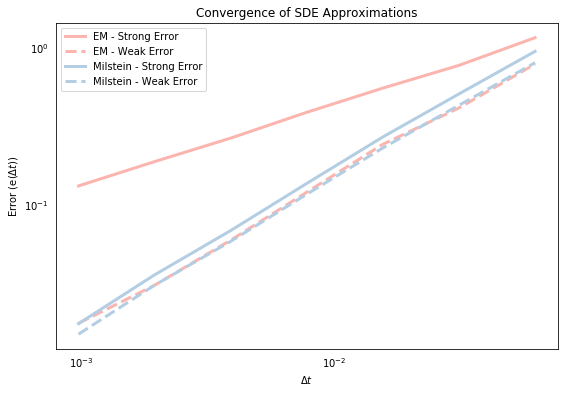 Convergence of SDE Approximations
EM - Strong Error
EM - Weak Error
Milstein - Strong Error
Milstein - Weak Error
Error (e(Δt))
10⁰
10⁻¹
10⁻³
10⁻²
Δt